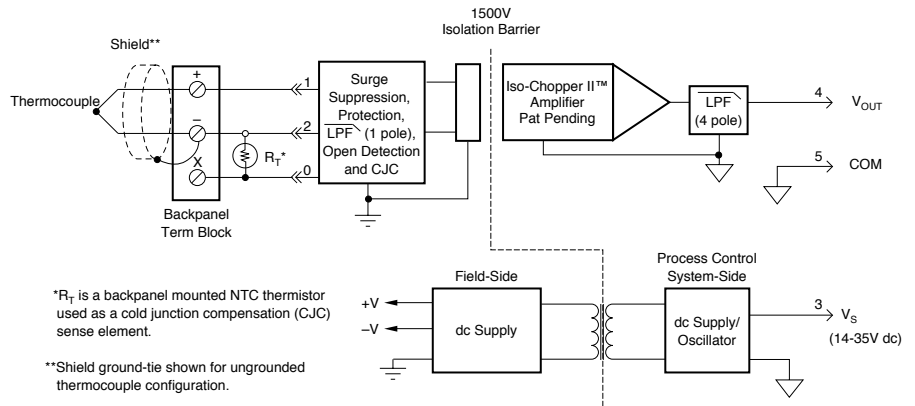 1500V
Isolation Barrier
Shield**
Thermocouple
+
–
X
1
2
0
R_T*
Backpanel
Term Block
Surge
Suppression,
Protection,
LPF (1 pole),
Open Detection
and CJC
Iso-Chopper II™
Amplifier
Pat Pending
LPF
(4 pole)
4
V_OUT
5
COM
Field-Side
+V
–V
dc Supply
Process Control
System-Side
dc Supply/
Oscillator
3
V_S
(14-35V dc)
*R_T is a backpanel mounted NTC thermistor
used as a cold junction compensation (CJC)
sense element.
**Shield ground-tie shown for ungrounded
thermocouple configuration.